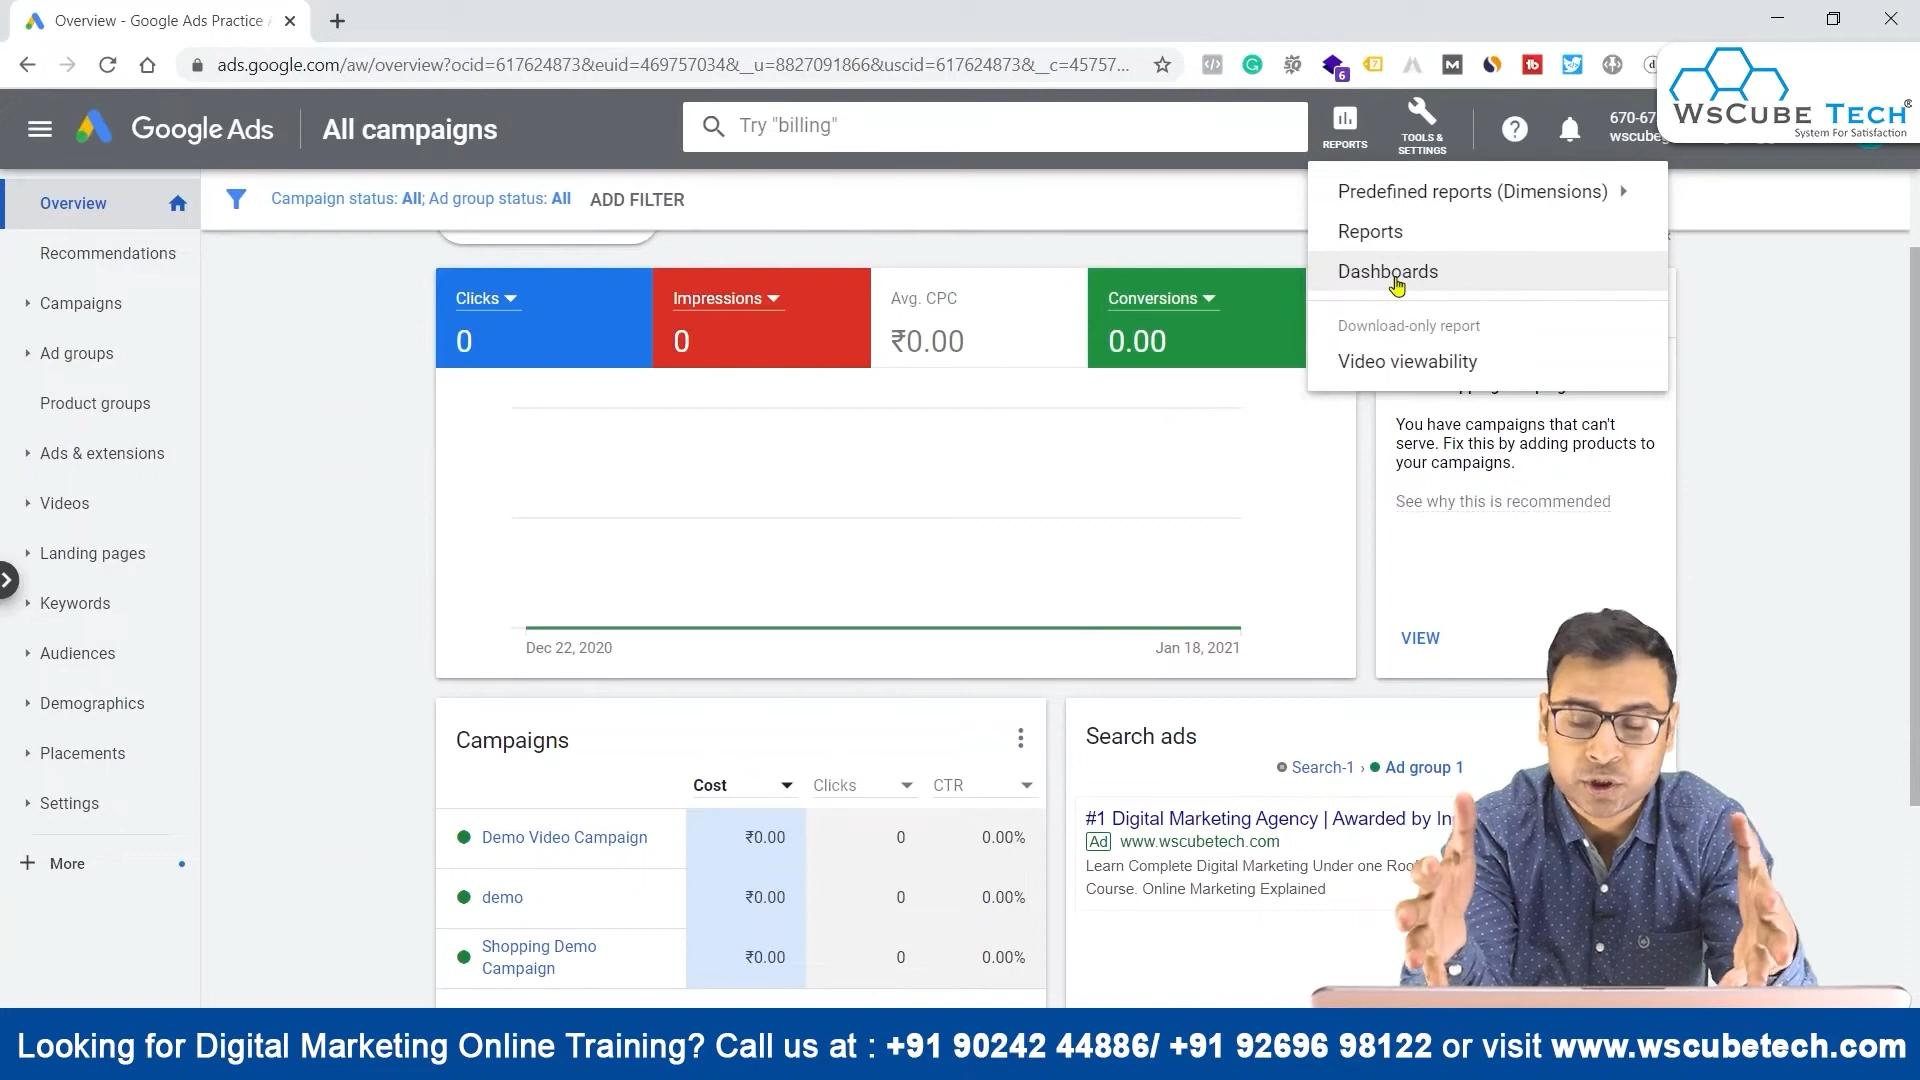 Overview - Google Ads Practice
ads.google.com/aw/overview?ocid=617624873&euid=469757034&__u=8827091866&uscid=617624873&__c=45757...
6
WsCube Tech®
System For Satisfaction
Google Ads
All campaigns
Try "billing"
REPORTS
TOOLS &
SETTINGS
670-67
Overview
Recommendations
Campaigns
Ad groups
Product groups
Ads & extensions
Videos
Landing pages
Keywords
Audiences
Demographics
Placements
Settings
More
Campaign status: All; Ad group status: All
ADD FILTER
Predefined reports (Dimensions)
Reports
Dashboards
Download-only report
Video viewability
Clicks
0
Impressions
0
Avg. CPC
₹0.00
Conversions
0.00
Dec 22, 2020
Jan 18, 2021
You have campaigns that can't
serve. Fix this by adding products to
your campaigns.
See why this is recommended
VIEW
Campaigns
Cost Clicks CTR
Demo Video Campaign ₹0.00 0 0.00%
demo ₹0.00 0 0.00%
Shopping Demo
Campaign ₹0.00 0 0.00%
Search ads
Search-1 › Ad group 1
#1 Digital Marketing Agency | Awarded by
Ad www.wscubetech.com
Learn Complete Digital Marketing Under one
Course. Online Marketing Explained
Looking for Digital Marketing Online Training? Call us at : +91 90242 44886/ +91 92696 98122 or visit www.wscubetech.com